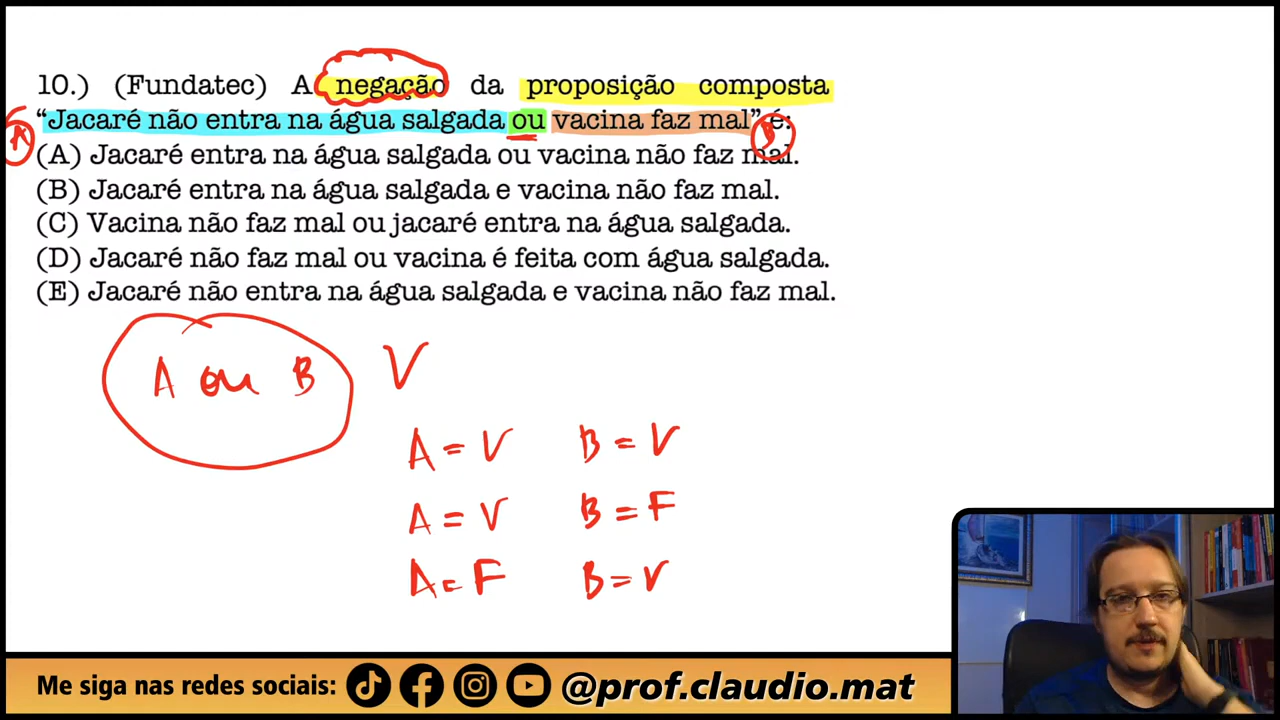 10.) (Fundatec) A negação da proposição composta
"Jacaré não entra na água salgada ou vacina faz mal" é:
A
B
(A) Jacaré entra na água salgada ou vacina não faz mal.
(B) Jacaré entra na água salgada e vacina não faz mal.
(C) Vacina não faz mal ou jacaré entra na água salgada.
(D) Jacaré não faz mal ou vacina é feita com água salgada.
(E) Jacaré não entra na água salgada e vacina não faz mal.
A ou B V
A = V B = V
A = V B = F
A = F B = V
Me siga nas redes sociais: @prof.claudio.mat